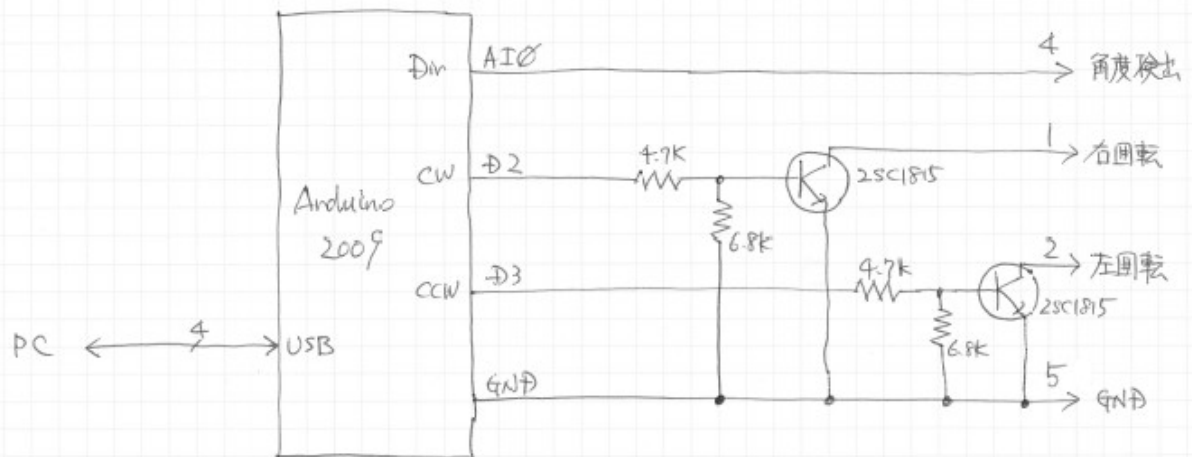 Dir AI0 4 角度検出
CW D2 4.7K 2SC1815 1 右回転
6.8K
Arduino
2009
CCW D3 4.7K 2SC1815 2 左回転
6.8K
PC 4 USB
GND 5 GND